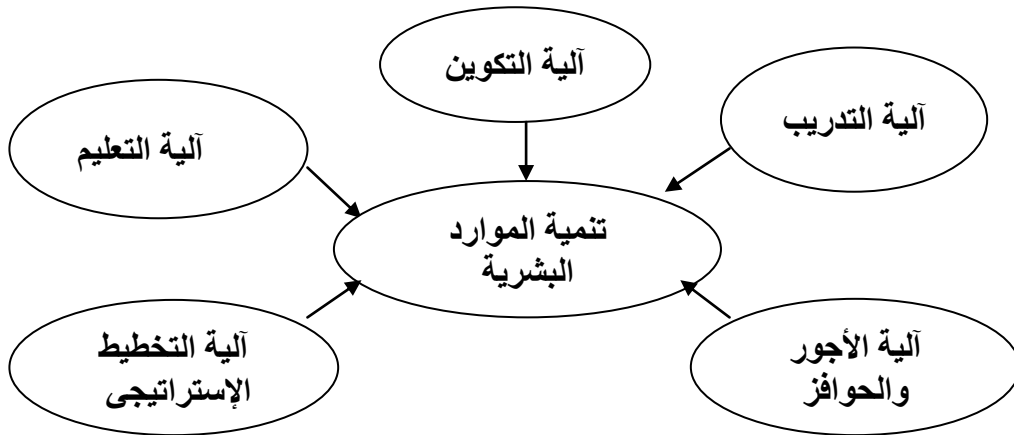 آلية التكوين
آلية التدريب
آلية التعليم
تنمية الموارد
البشرية
آلية الأجور
والحوافز
آلية التخطيط
الإستراتيجى